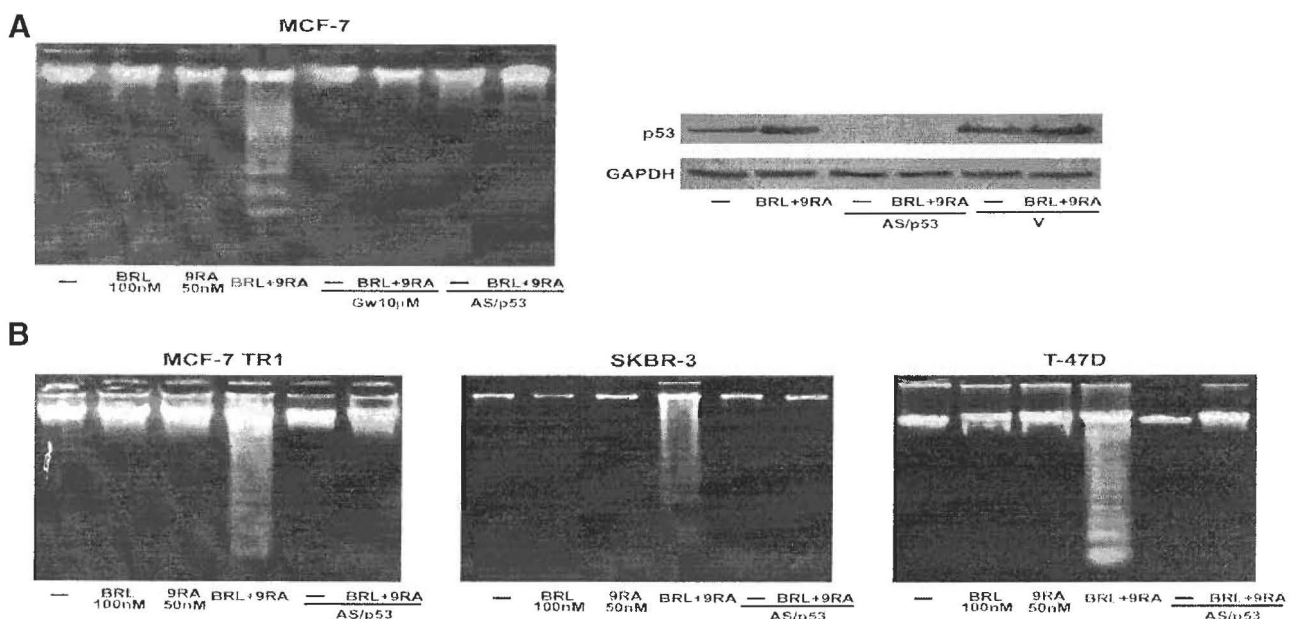 A
MCF-7
— BRL 9RA BRL+9RA — BRL+9RA — BRL+9RA
100nM 50nM Gw10µM AS/p53
p53
GAPDH
— BRL+9RA — BRL+9RA — BRL+9RA
AS/p53 V
B
MCF-7 TR1 SKBR-3 T-47D
— BRL 9RA BRL+9RA — BRL+9RA — BRL 9RA BRL+9RA — BRL+9RA — BRL 9RA BRL+9RA — BRL+9RA
100nM 50nM AS/p53 100nM 50nM AS/p53 100nM 50nM AS/p53